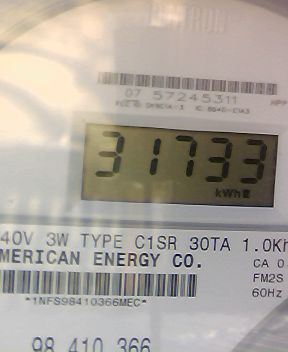 07 57245311
31733
kWh
40V 3W TYPE C1SR 30TA 1.0Kh
MERICAN ENERGY CO.
CA 0.
FM2S
60Hz
*1NFS98410366MEC*
98 410 366